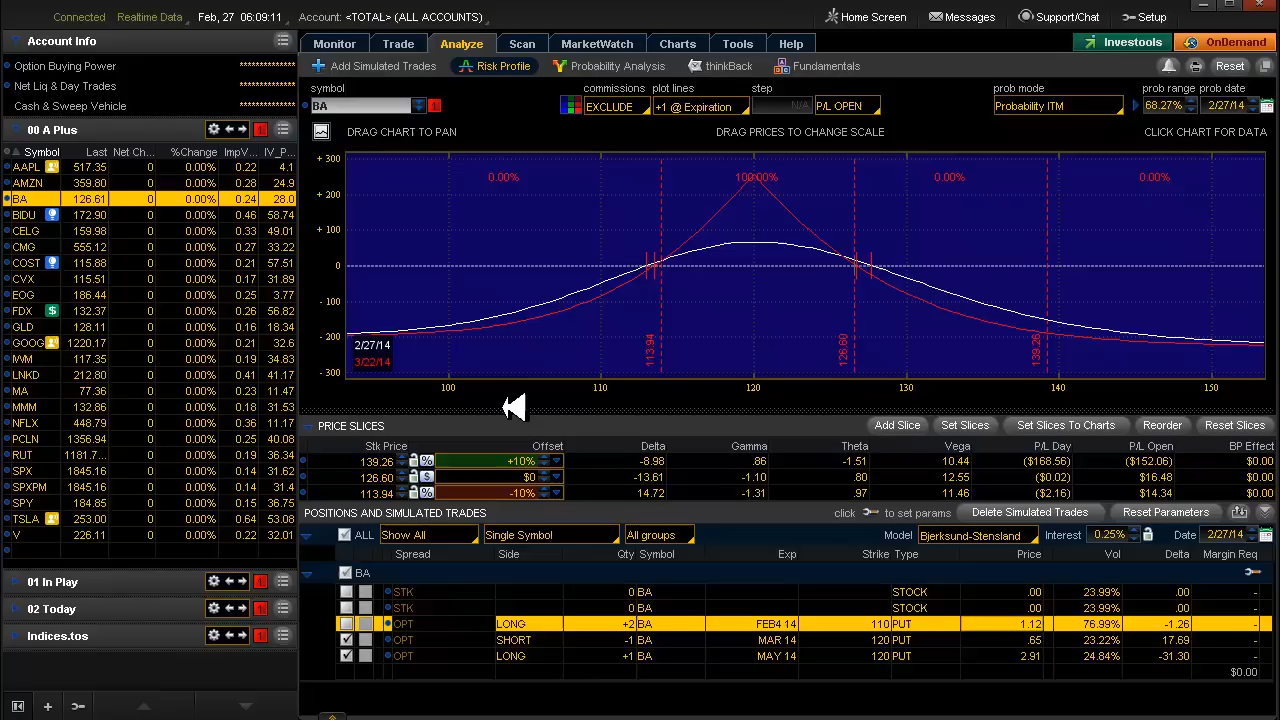 Connected Realtime Data Feb, 27 06:09:11 Account: <TOTAL> (ALL ACCOUNTS) Home Screen Messages Support/Chat Setup
Account Info
Option Buying Power *************
Net Liq & Day Trades *************
Cash & Sweep Vehicle *************
00 A Plus
Symbol Last Net Ch... %Change ImpV... IV_P...
AAPL 517.35 0 0.00% 0.22 4.1
AMZN 359.80 0 0.00% 0.28 24.9
BA 126.61 0 0.00% 0.24 28.0
BIDU 172.90 0 0.00% 0.46 58.74
CELG 159.98 0 0.00% 0.33 49.01
CMG 555.12 0 0.00% 0.27 33.22
COST 115.88 0 0.00% 0.21 57.51
CVX 115.51 0 0.00% 0.17 31.89
EOG 186.44 0 0.00% 0.25 3.77
FDX $ 132.37 0 0.00% 0.26 56.82
GLD 128.11 0 0.00% 0.16 18.34
GOOG 1220.17 0 0.00% 0.21 32.6
IWM 117.35 0 0.00% 0.19 34.83
LNKD 212.80 0 0.00% 0.41 41.17
MA 77.36 0 0.00% 0.23 11.47
MMM 132.86 0 0.00% 0.18 31.53
NFLX 448.79 0 0.00% 0.36 11.17
PCLN 1356.94 0 0.00% 0.25 40.08
RUT 1181.7... 0 0.00% 0.19 36.34
SPX 1845.16 0 0.00% 0.14 31.62
SPXPM 1845.16 0 0.00% 0.14 31.4
SPY 184.85 0 0.00% 0.15 36.75
TSLA 253.00 0 0.00% 0.64 53.08
V 226.11 0 0.00% 0.22 32.01
01 In Play
02 Today
Indices.tos
Monitor Trade Analyze Scan MarketWatch Charts Tools Help Investools OnDemand
Add Simulated Trades Risk Profile Probability Analysis thinkBack Fundamentals Reset
symbol commissions plot lines step prob mode prob range prob date
BA EXCLUDE +1 @ Expiration N/A P/L OPEN Probability ITM 68.27% 2/27/14
DRAG CHART TO PAN DRAG PRICES TO CHANGE SCALE CLICK CHART FOR DATA
+ 300
+ 200
+ 100
0
- 100
- 200
- 300
0.00% 100.00% 0.00% 0.00%
113.94 126.60 139.26
2/27/14
3/22/14
100 110 120 130 140 150
PRICE SLICES Add Slice Set Slices Set Slices To Charts Reorder Reset Slices
Stk Price Offset Delta Gamma Theta Vega P/L Day P/L Open BP Effect
139.26 % +10% -8.98 .86 -1.51 10.44 ($168.56) ($152.06) $0.00
126.60 $ $0 -13.61 -1.10 .80 12.55 ($0.02) $16.48 $0.00
113.94 % -10% 14.72 -1.31 .97 11.46 ($2.16) $14.34 $0.00
POSITIONS AND SIMULATED TRADES click to set params Delete Simulated Trades Reset Parameters
ALL Show All Single Symbol All groups Model Bjerksund-Stensland Interest 0.25% Date 2/27/14
Spread Side Qty Symbol Exp Strike Type Price Vol Delta Margin Req
BA
STK 0 BA STOCK .00 23.99% .00 -
STK 0 BA STOCK .00 23.99% .00 -
OPT LONG +2 BA FEB4 14 110 PUT 1.12 76.99% -1.26 -
OPT SHORT -1 BA MAR 14 120 PUT .65 23.22% 17.69 -
OPT LONG +1 BA MAY 14 120 PUT 2.91 24.84% -31.30 -
$0.00